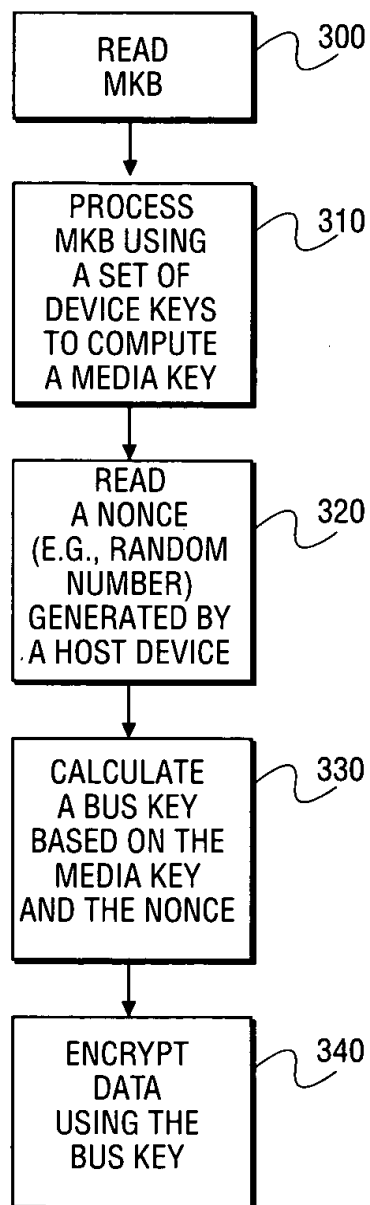 READ
MKB
300
PROCESS
MKB USING
A SET OF
DEVICE KEYS
TO COMPUTE
A MEDIA KEY
310
READ
A NONCE
(E.G., RANDOM
NUMBER)
GENERATED BY
A HOST DEVICE
320
CALCULATE
A BUS KEY
BASED ON THE
MEDIA KEY
AND THE NONCE
330
ENCRYPT
DATA
USING THE
BUS KEY
340